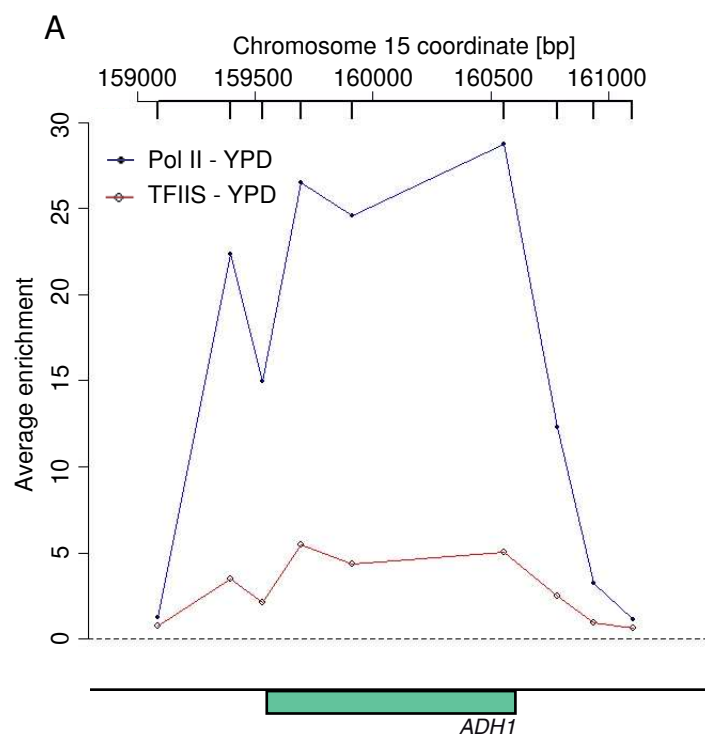 A
Chromosome 15 coordinate [bp]
159000 159500 160000 160500 161000
30
25
20
15
10
5
0
Average enrichment
Pol II - YPD
TFIIS - YPD
ADH1